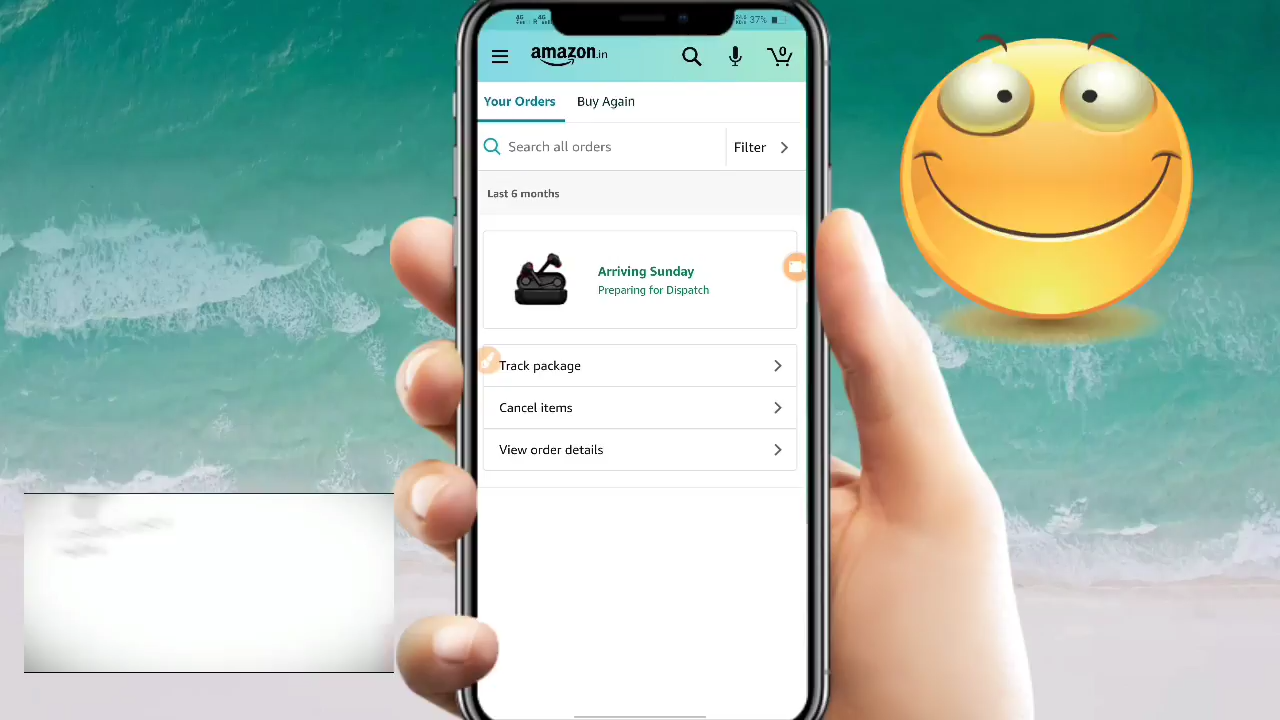 37%
amazon.in
0
Your Orders
Buy Again
Search all orders
Filter
Last 6 months
Arriving Sunday
Preparing for Dispatch
Track package
Cancel items
View order details